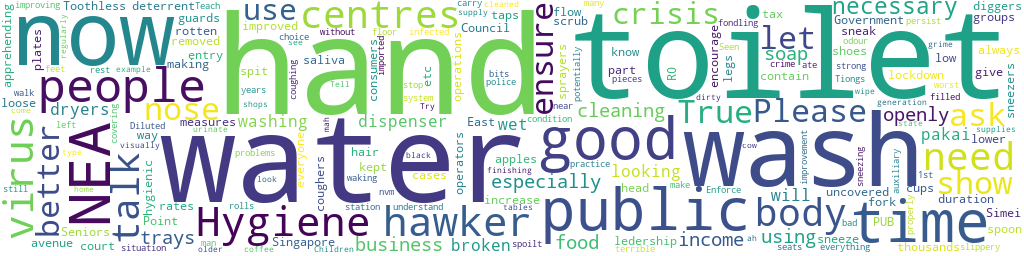 now
hand
toilet
water
wash
public
time
good
people
Hygiene
hawker
NEA
virus
talk
better
nose
centres
crisis
body
True
Please
need
show
ask
let
use
ensure
necessary
openly
soap
pakai
business
especially
cleaning
looking
income
using
will
food
broken
trays
dryers
washing
dispenser
wet
Toothless
deterrent
Teach
improving
guards
rotten
removed
entry
improved
choice
coughing
saliva
spit
years
shops
apprehending
plates
rest
example
walk
feet
loose
making
measures
Diluted
way
visually
covering
urinate
hygienic
rates
Point
Seniors
court
avenue
situation
man
older
coffee
Children
Singapore
rolls
problems
look
everyone
hair
kept
waking
nvm
station
understand
coughers
black
cases
finishing
tables
mah
East
operators
operations
Council
taps
etc
Try
stop
system
Tell
police
bits
consumers
imported
floor
without
see
infected
carry
supply
cleaned
many
regularly
flow
scrub
sprayers
potentially
near
condition
apples
practice
increase
head
make
ledership
terrible
spoilt
know
part
pieces
RO
dirty
Seen
legs
encouraged
tax
contain
crime
ate
Tiongs
wipe
generation
Government
sneak
shoes
strong
odour
persist
grime
worst
filled
low
lockdown
give
diggers
groups
always
sneezers
supplies
lower
state
1st
cups
auxiliary
uncovered
fork
duration
properly
Simei
spoon
slippery
thousands
PUB
bad
sneeze
everything
seats
ah
Enforce
improvement
cow
sneezing
home
type
still
left
cone